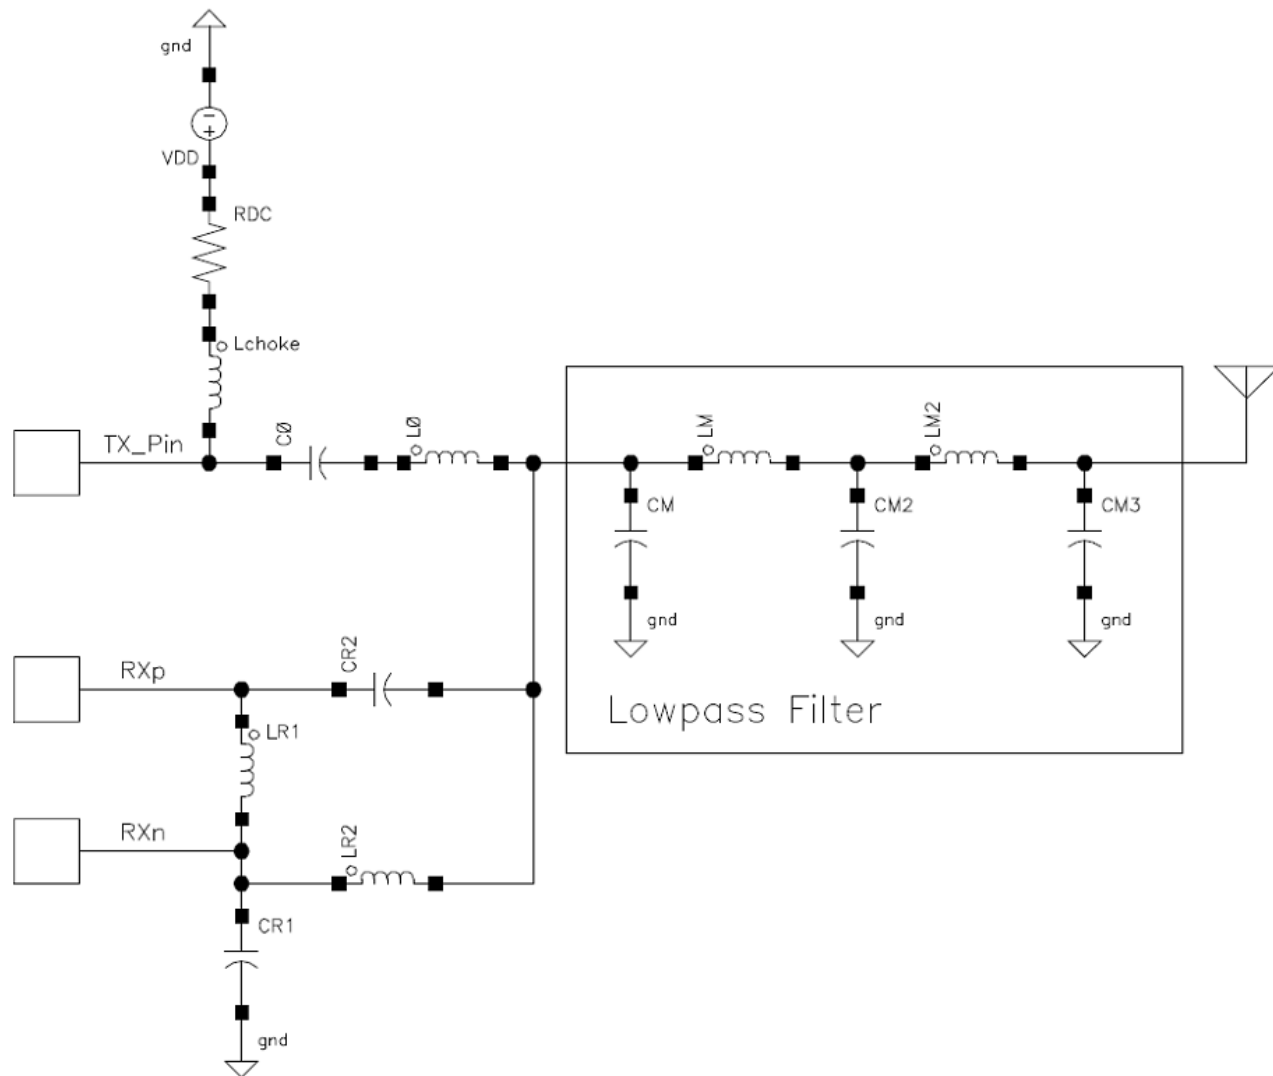 gnd
VDD
RDC
Lchoke
TX_Pin
CØ
LØ
LM
LM2
CM
CM2
CM3
gnd
gnd
gnd
RXp
CR2
Lowpass Filter
LR1
RXn
LR2
CR1
gnd